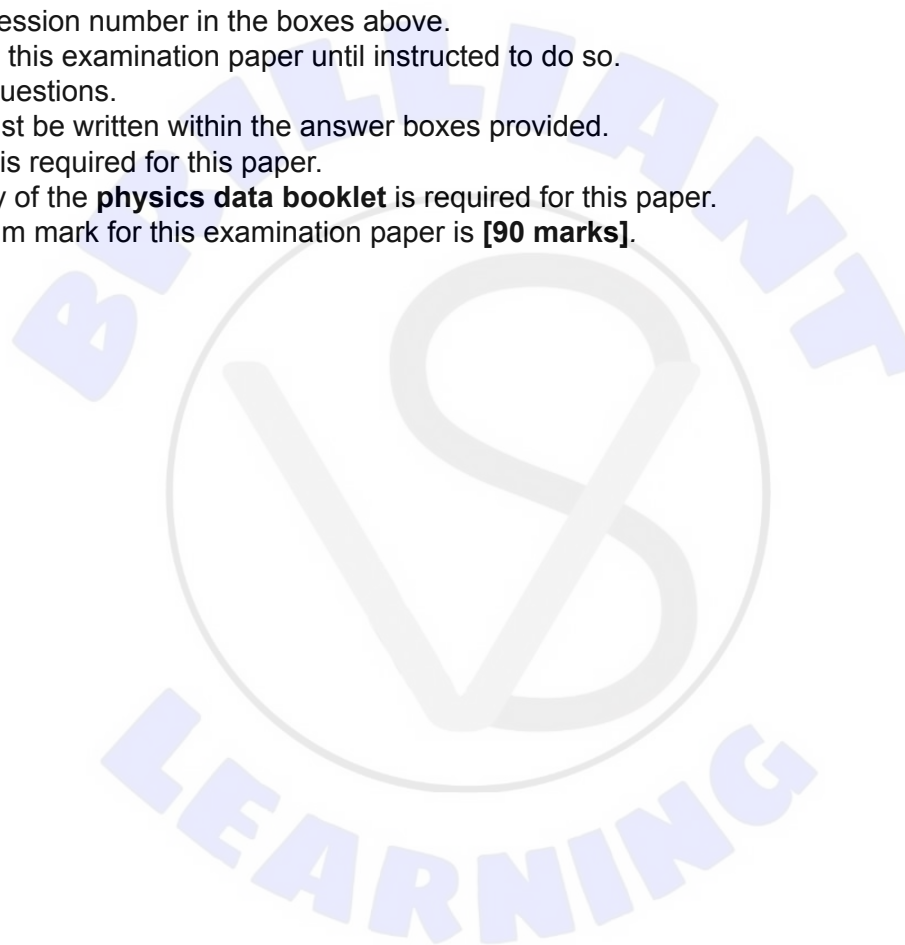 ession number in the boxes above.
this examination paper until instructed to do so.
uestions.
st be written within the answer boxes provided.
is required for this paper.
y of the physics data booklet is required for this paper.
m mark for this examination paper is [90 marks].
BRILLIANT
VS
LEARNING